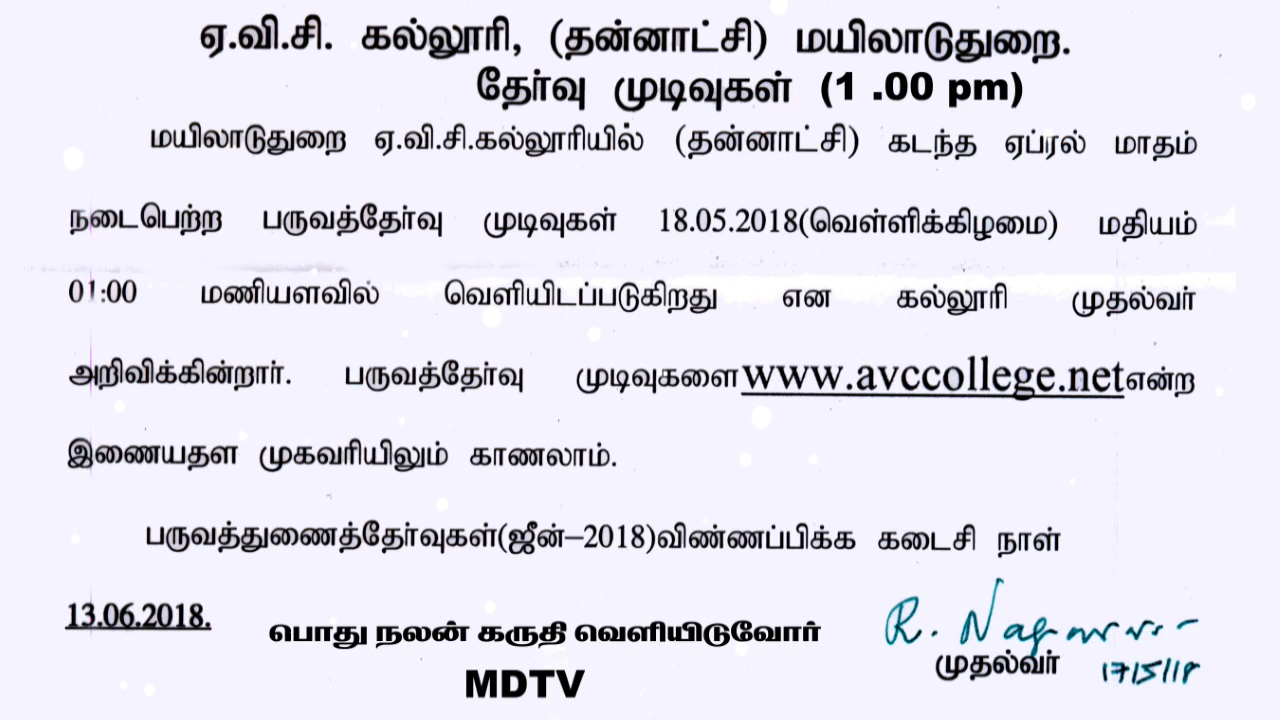 ஏ.வி.சி. கல்லூரி, (தன்னாட்சி) மயிலாடுதுறை.
தேர்வு முடிவுகள் (1 .00 pm)
மயிலாடுதுறை ஏ.வி.சி.கல்லூரியில் (தன்னாட்சி) கடந்த ஏப்ரல் மாதம்
நடைபெற்ற பருவத்தேர்வு முடிவுகள் 18.05.2018(வெள்ளிக்கிழமை) மதியம்
01:00 மணியளவில் வெளியிடப்படுகிறது என கல்லூரி முதல்வர்
அறிவிக்கின்றார். பருவத்தேர்வு முடிவுகளை www.avccollege.net என்ற
இணையதள முகவரியிலும் காணலாம்.
பருவத்துணைத்தேர்வுகள்(ஜீன்–2018)விண்ணப்பிக்க கடைசி நாள்
13.06.2018.
பொது நலன் கருதி வெளியிடுவோர்
MDTV
R.
முதல்வர்
17/5/18